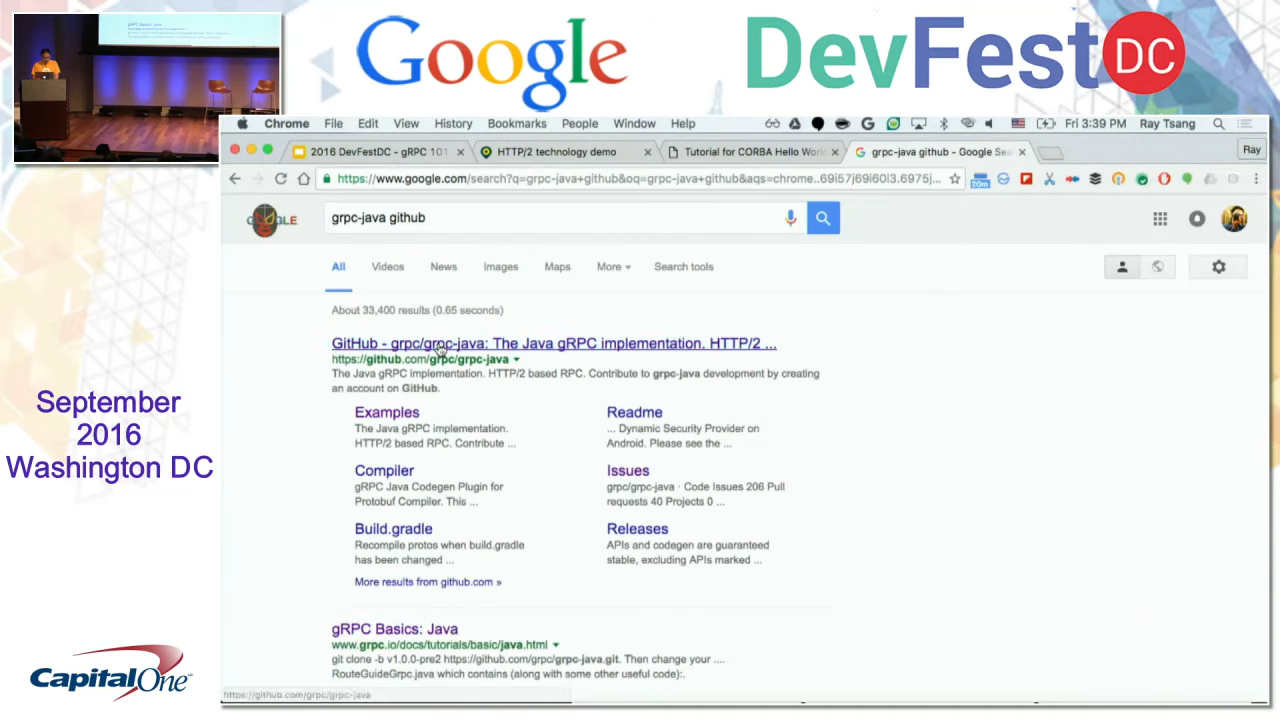 Google
DevFest DC
Chrome File Edit View History Bookmarks People Window Help Fri 3:39 PM Ray Tsang
2016 DevFestDC - gRPC 101
HTTP/2 technology demo
Tutorial for CORBA Hello Worl
grpc-java github - Google Sea
Ray
https://www.google.com/search?q=grpc-java+github&oq=grpc-java+github&aqs=chrome..69i57j69i60l3.6975j...
20m
grpc-java github
All Videos News Images Maps More Search tools
About 33,400 results (0.65 seconds)
GitHub - grpc/grpc-java: The Java gRPC implementation. HTTP/2 ...
https://github.com/grpc/grpc-java
The Java gRPC implementation. HTTP/2 based RPC. Contribute to grpc-java development by creating
an account on GitHub.
Examples
The Java gRPC implementation.
HTTP/2 based RPC. Contribute ...
Readme
... Dynamic Security Provider on
Android. Please see the ...
Compiler
gRPC Java Codegen Plugin for
Protobuf Compiler. This ...
Issues
grpc/grpc-java · Code Issues 206 Pull
requests 40 Projects 0 ...
Build.gradle
Recompile protos when build.gradle
has been changed ...
Releases
APIs and codegen are guaranteed
stable, excluding APIs marked ...
More results from github.com »
gRPC Basics: Java
www.grpc.io/docs/tutorials/basic/java.html
git clone -b v1.0.0-pre2 https://github.com/grpc/grpc-java.git. Then change your ....
RouteGuideGrpc.java which contains (along with some other useful code):.
https://github.com/grpc/grpc-java
September
2016
Washington DC
Capital One